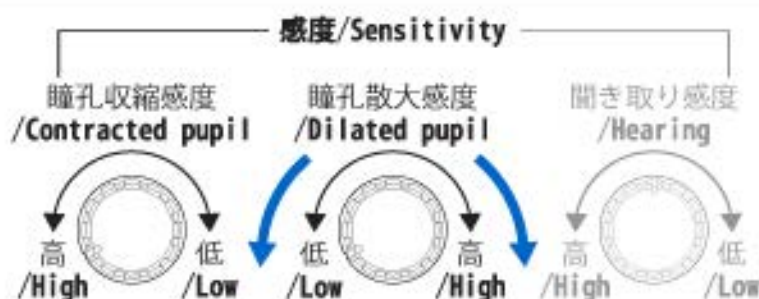 感度/Sensitivity
瞳孔収縮感度
/Contracted pupil
瞳孔散大感度
/Dilated pupil
聞き取り感度
/Hearing
高
/High
低
/Low
低
/Low
高
/High
高
/High
低
/Low